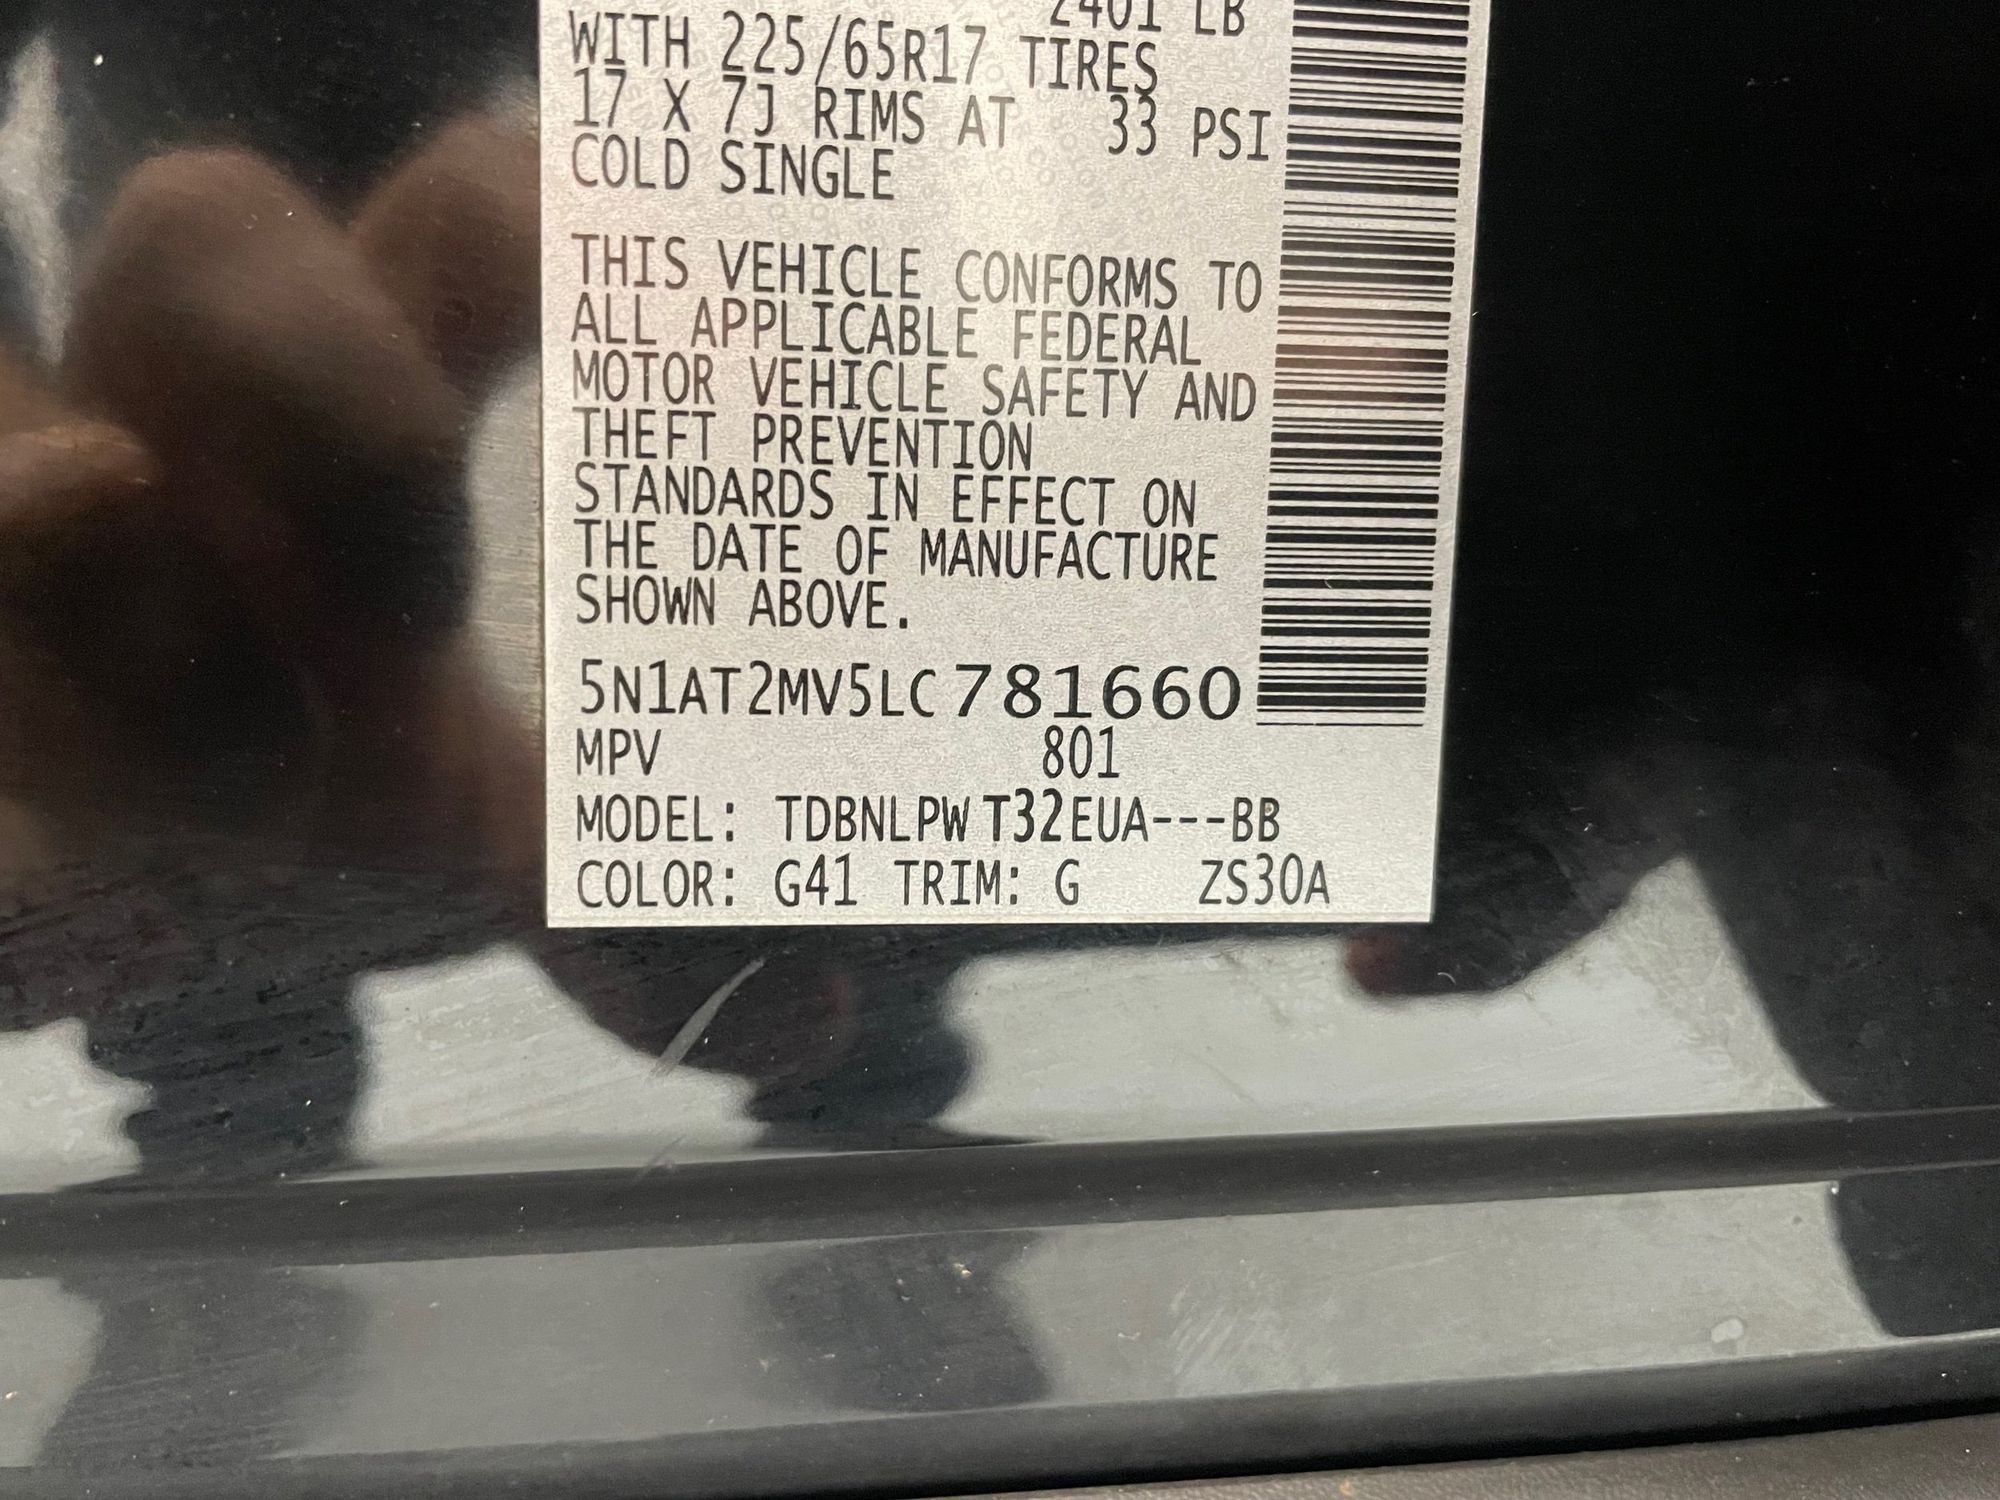 2401 LB
WITH 225/65R17 TIRES
17 X 7J RIMS AT 33 PSI
COLD SINGLE
THIS VEHICLE CONFORMS TO
ALL APPLICABLE FEDERAL
MOTOR VEHICLE SAFETY AND
THEFT PREVENTION
STANDARDS IN EFFECT ON
THE DATE OF MANUFACTURE
SHOWN ABOVE.
5N1AT2MV5LC781660
MPV 801
MODEL: TDBNLPW T32EUA---BB
COLOR: G41 TRIM: G ZS30A